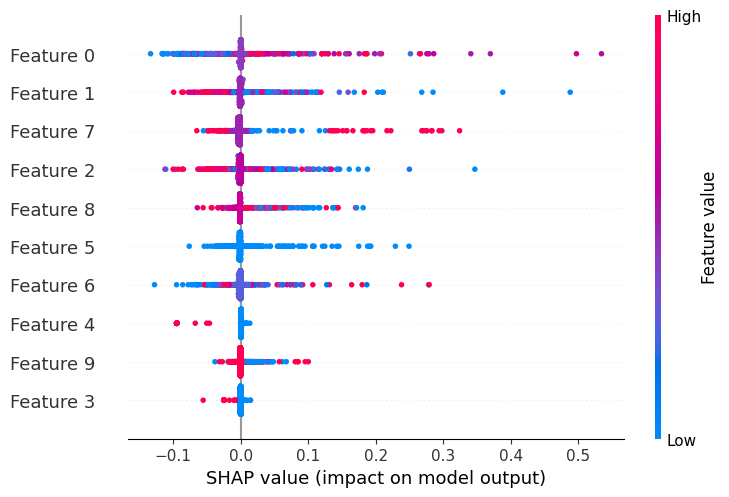 High
Feature 0
Feature 1
Feature 7
Feature 2
Feature 8
Feature 5
Feature 6
Feature 4
Feature 9
Feature 3
Feature value
Low
−0.1 0.0 0.1 0.2 0.3 0.4 0.5
SHAP value (impact on model output)